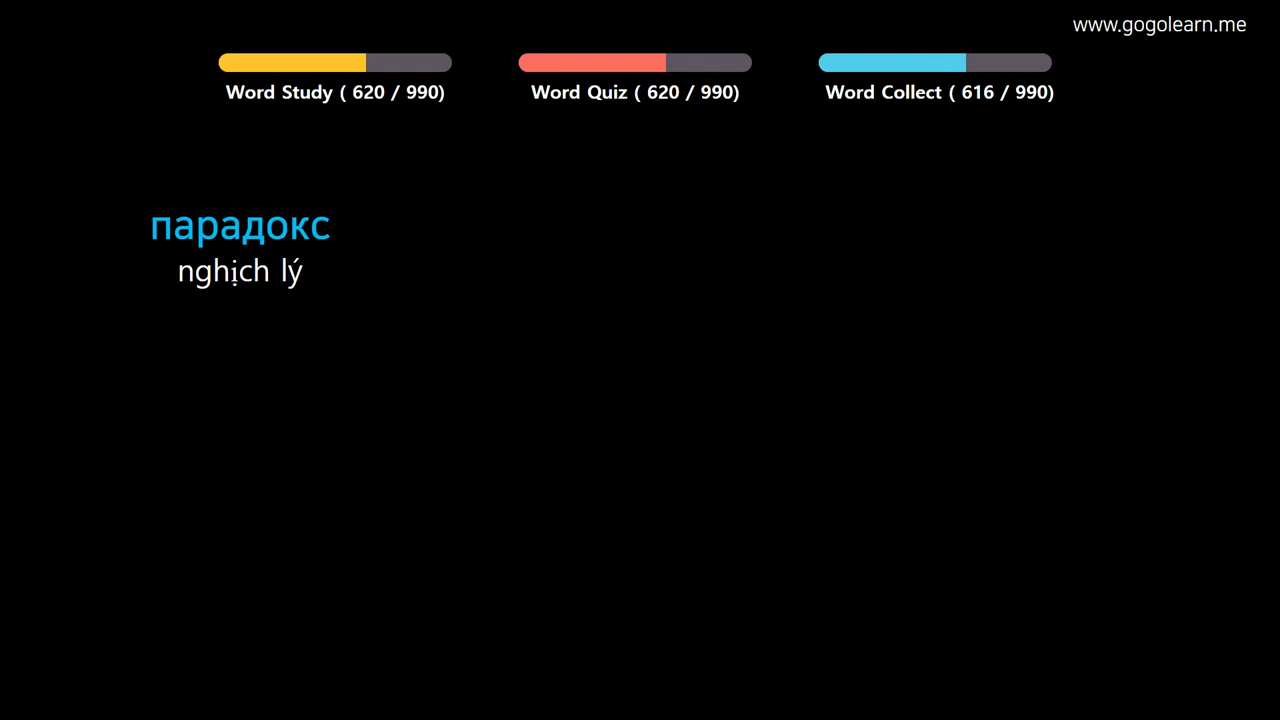 www.gogolearn.me
Word Study ( 620 / 990)
Word Quiz ( 620 / 990)
Word Collect ( 616 / 990)
парадокс
nghịch lý